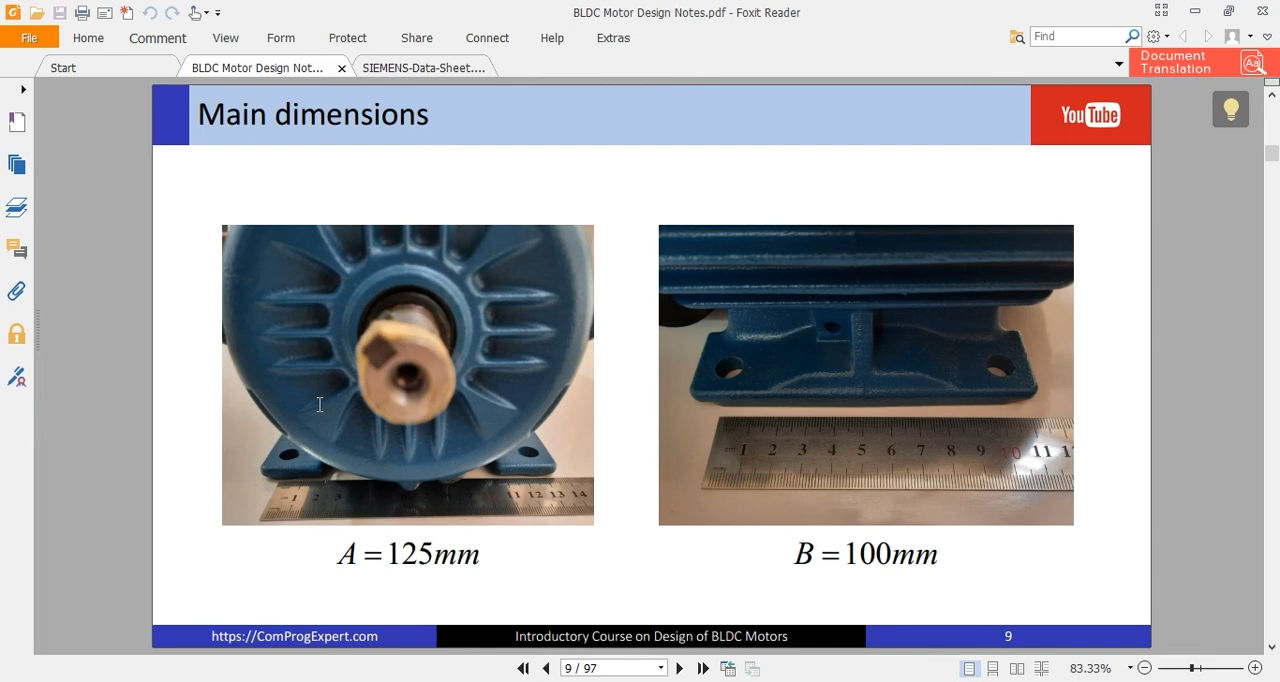 BLDC Motor Design Notes.pdf - Foxit Reader
File Home Comment View Form Protect Share Connect Help Extras Find
Start BLDC Motor Design Not... SIEMENS-Data-Sheet.... Document
Translation
Main dimensions YouTube
1 2 3 11 12 13 14
1 2 3 4 5 6 7 8 9 10 11
A = 125mm B = 100mm
https://ComProgExpert.com Introductory Course on Design of BLDC Motors 9
9 / 97 83.33%